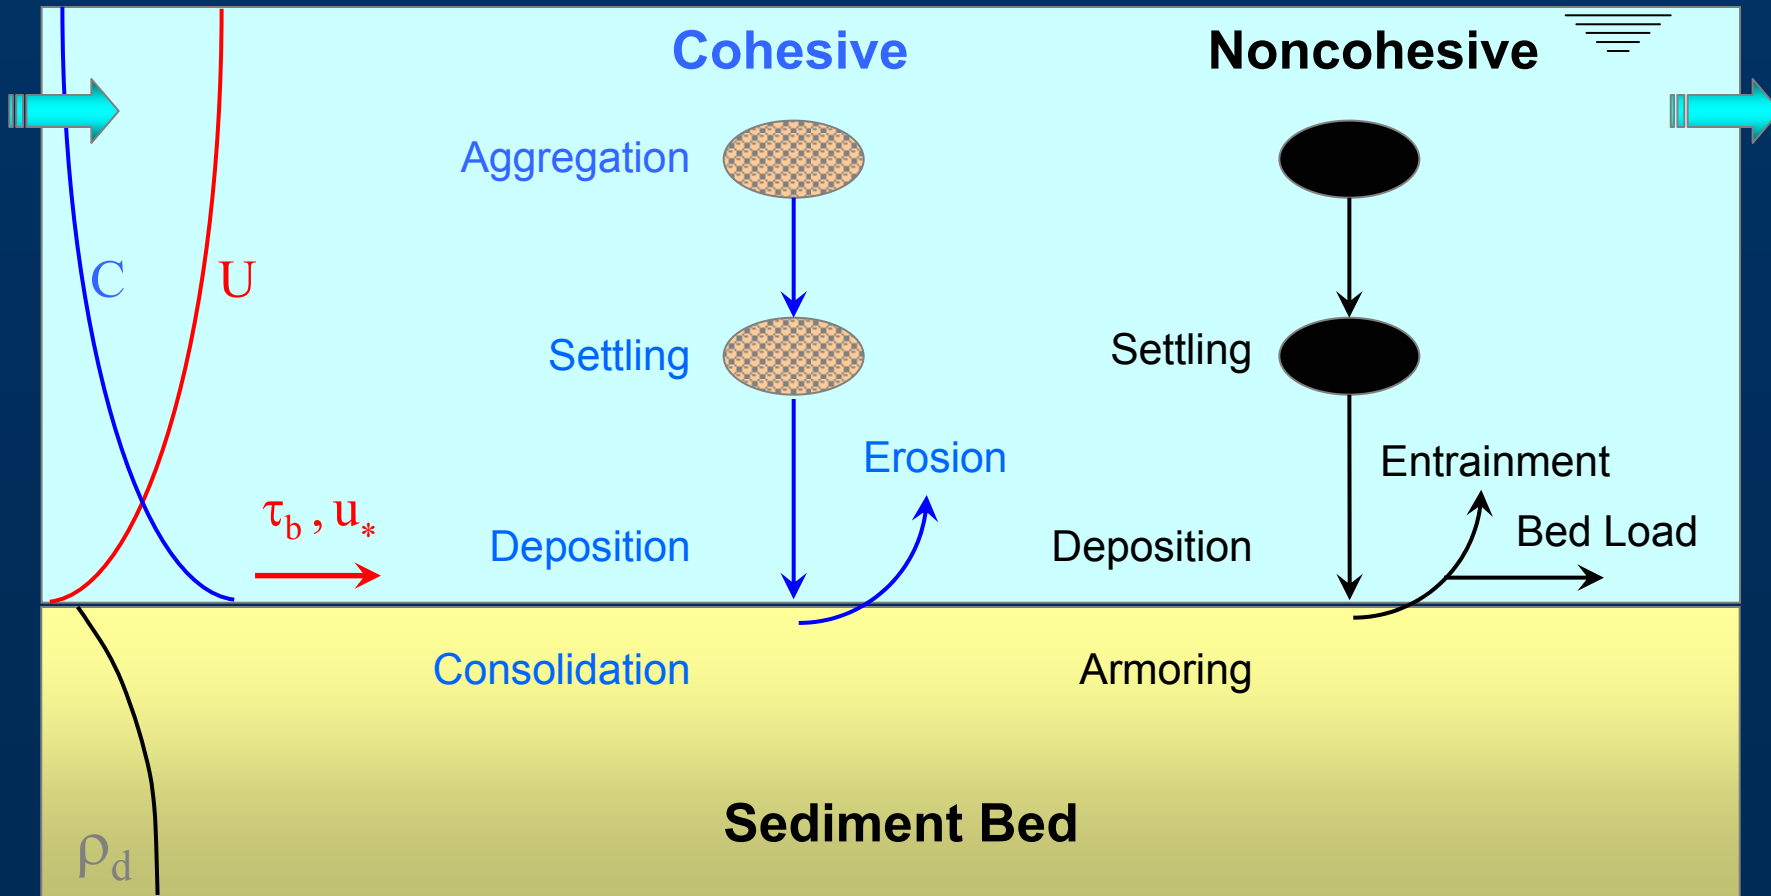 Cohesive
Noncohesive
Aggregation
C
U
Settling
Settling
Erosion
Entrainment
τb , u*
Deposition
Deposition
Bed Load
Consolidation
Armoring
Sediment Bed
ρd